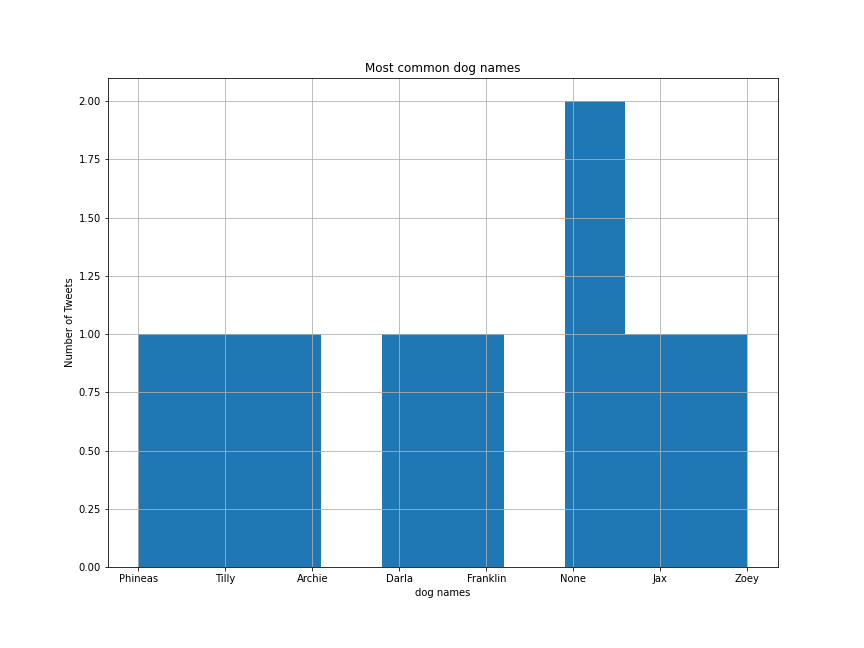 Most common dog names
Number of Tweets
2.00
1.75
1.50
1.25
1.00
0.75
0.50
0.25
0.00
Phineas Tilly Archie Darla Franklin None Jax Zoey
dog names